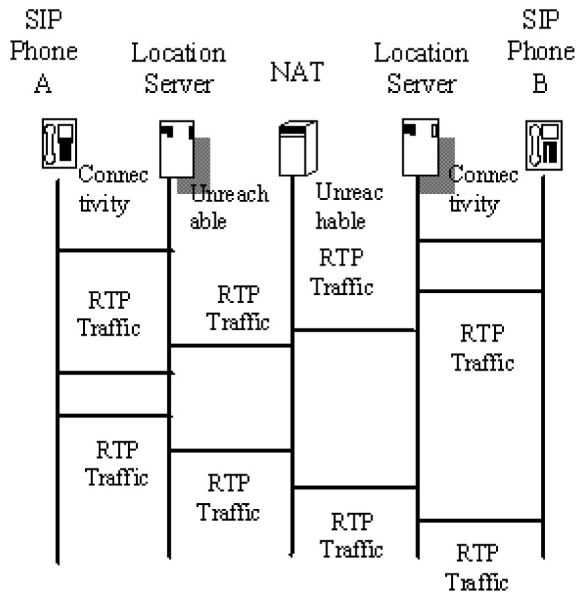 SIP
Phone
A
Location
Server
NAT
Location
Server
SIP
Phone
B
Connec
tivity
Unreach
able
Unreac
hable
Connec
tivity
RTP
Traffic
RTP
Traffic
RTP
Traffic
RTP
Traffic
RTP
Traffic
RTP
Traffic
RTP
Traffic
RTP
Traffic